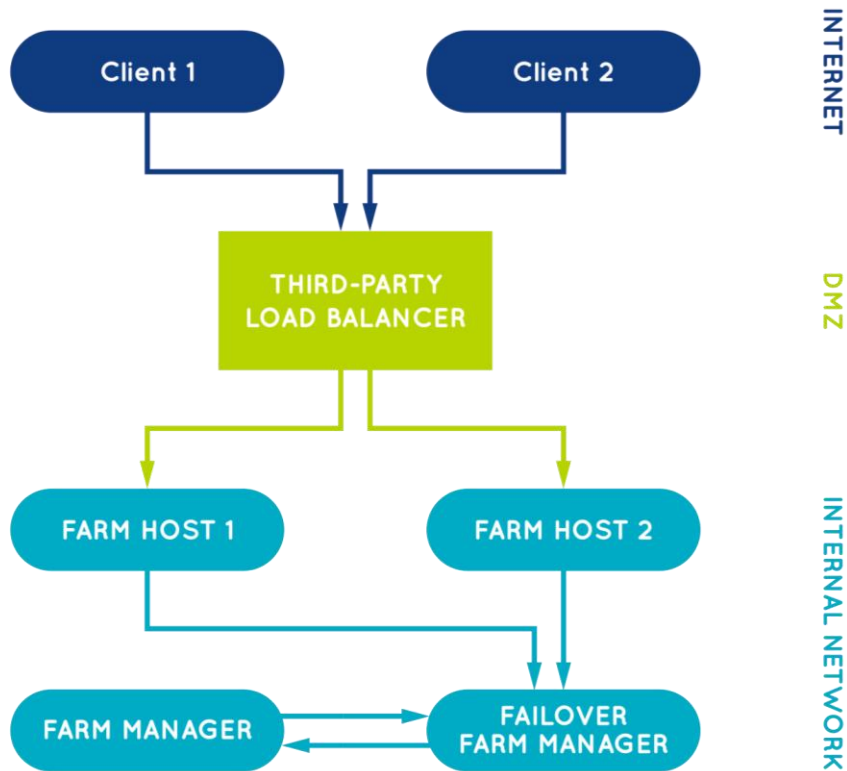 Client 1
Client 2
INTERNET
THIRD-PARTY
LOAD BALANCER
DMZ
FARM HOST 1
FARM HOST 2
INTERNAL NETWORK
FARM MANAGER
FAILOVER
FARM MANAGER